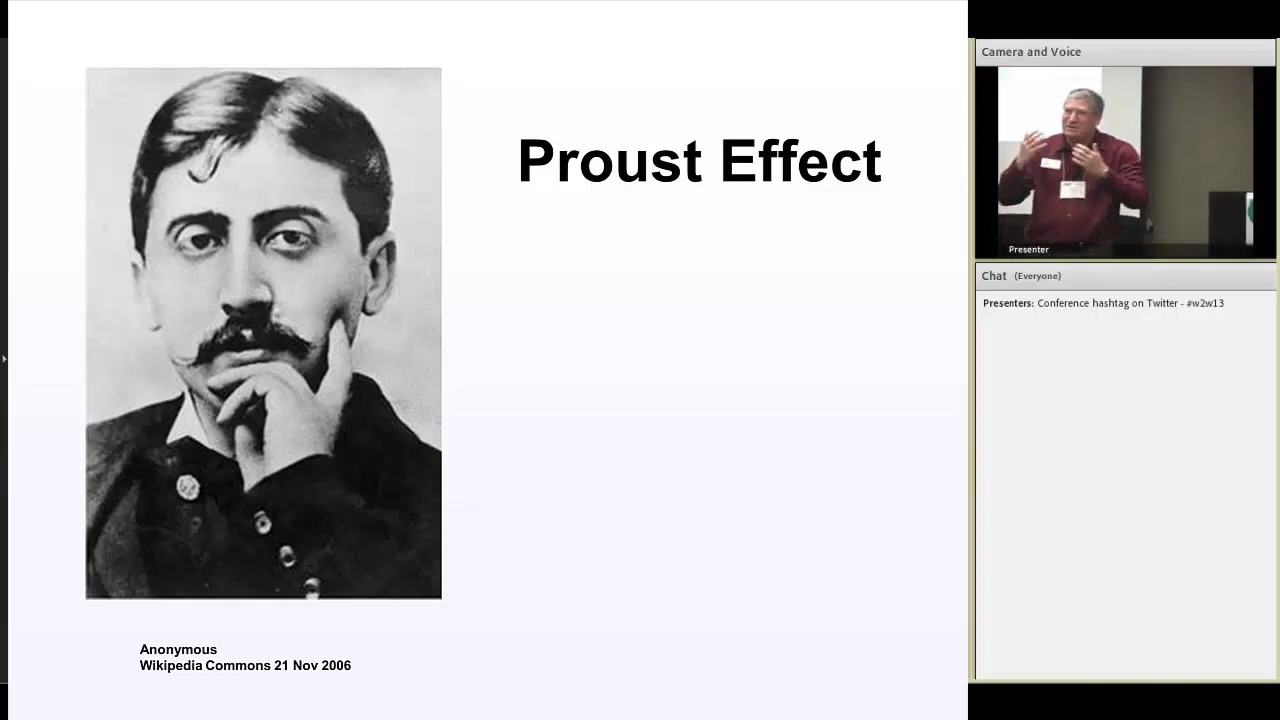 Proust Effect
Anonymous
Wikipedia Commons 21 Nov 2006
Camera and Voice
Presenter
Chat (Everyone)
Presenters: Conference hashtag on Twitter - #w2w13